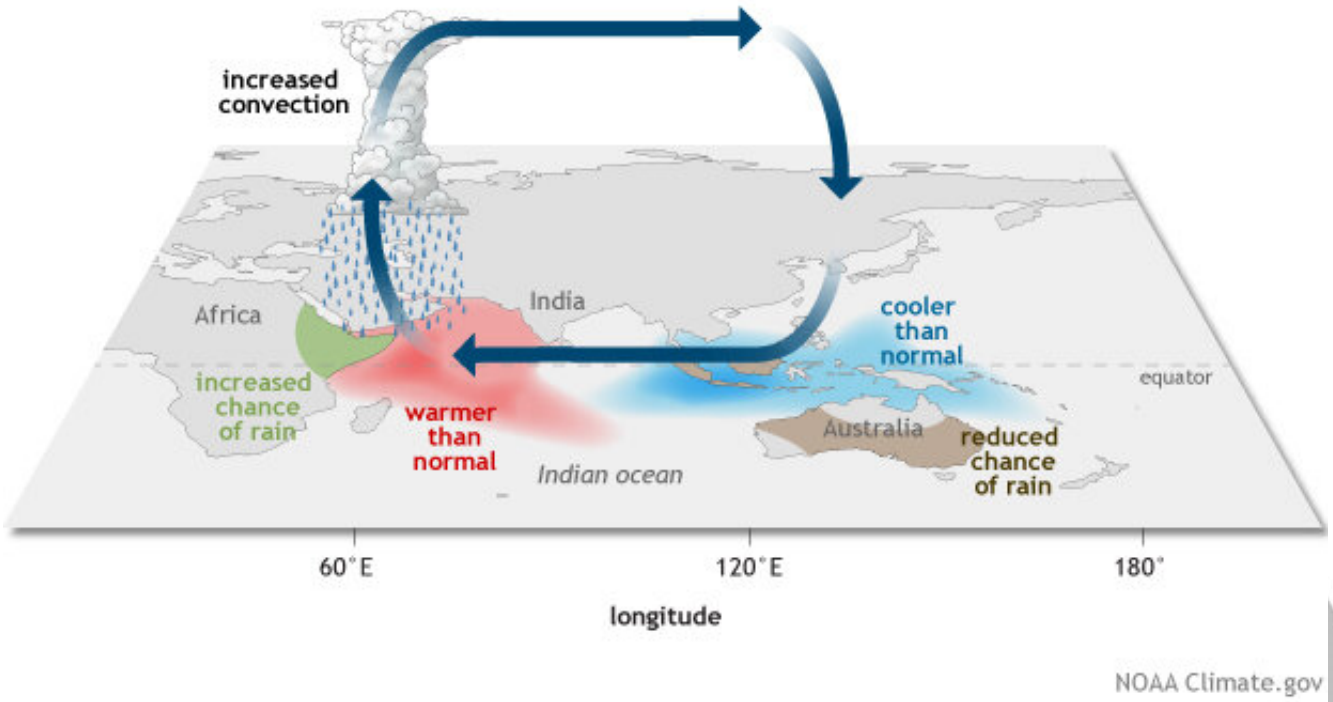 increased
convection
Africa
India
cooler
than
normal
equator
increased
chance
of rain
warmer
than
normal
Australia
reduced
chance
of rain
Indian ocean
60°E
120°E
180°
longitude
NOAA Climate.gov